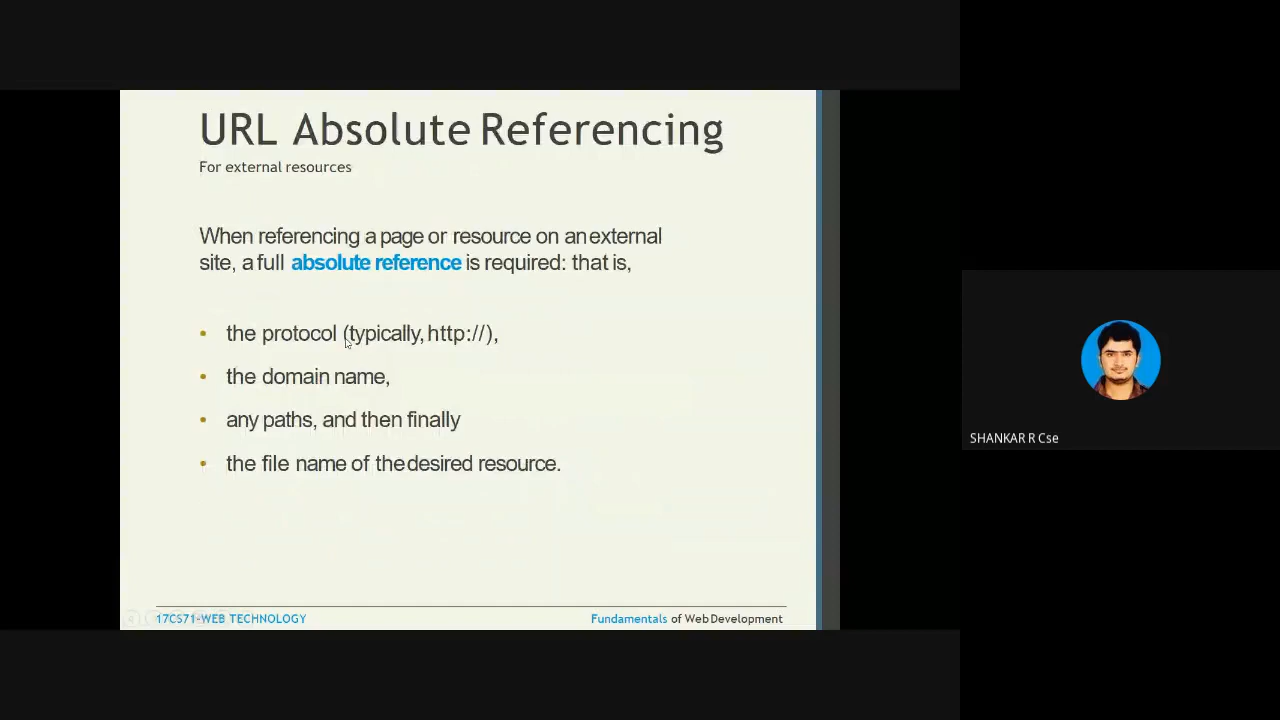 URL Absolute Referencing
For external resources
When referencing a page or resource on an external
site, a full absolute reference is required: that is,
• the protocol (typically, http://),
• the domain name,
• any paths, and then finally
• the file name of the desired resource.
17CS71-WEB TECHNOLOGY
Fundamentals of Web Development
SHANKAR R Cse